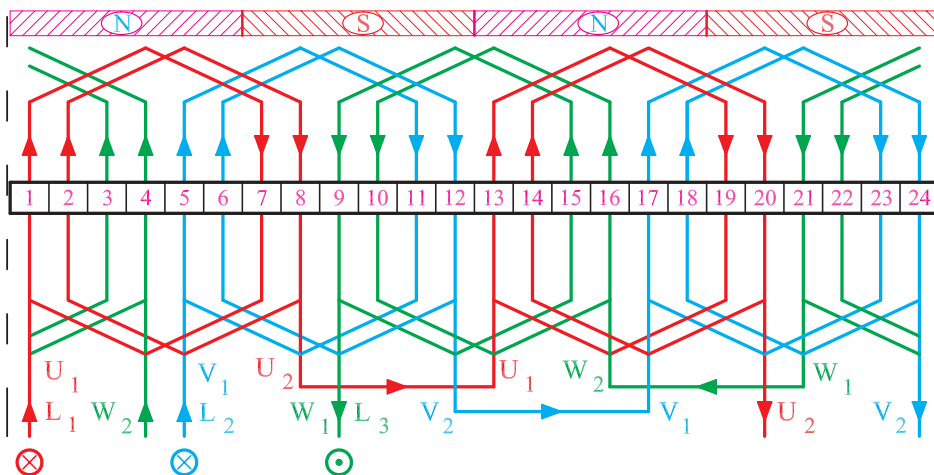 N S N S
1 2 3 4 5 6 7 8 9 10 11 12 13 14 15 16 17 18 19 20 21 22 23 24
U1 V1 U2 U1 W2 W1
L1 W2 L2 W1 L3 V2 V1 U2 V2